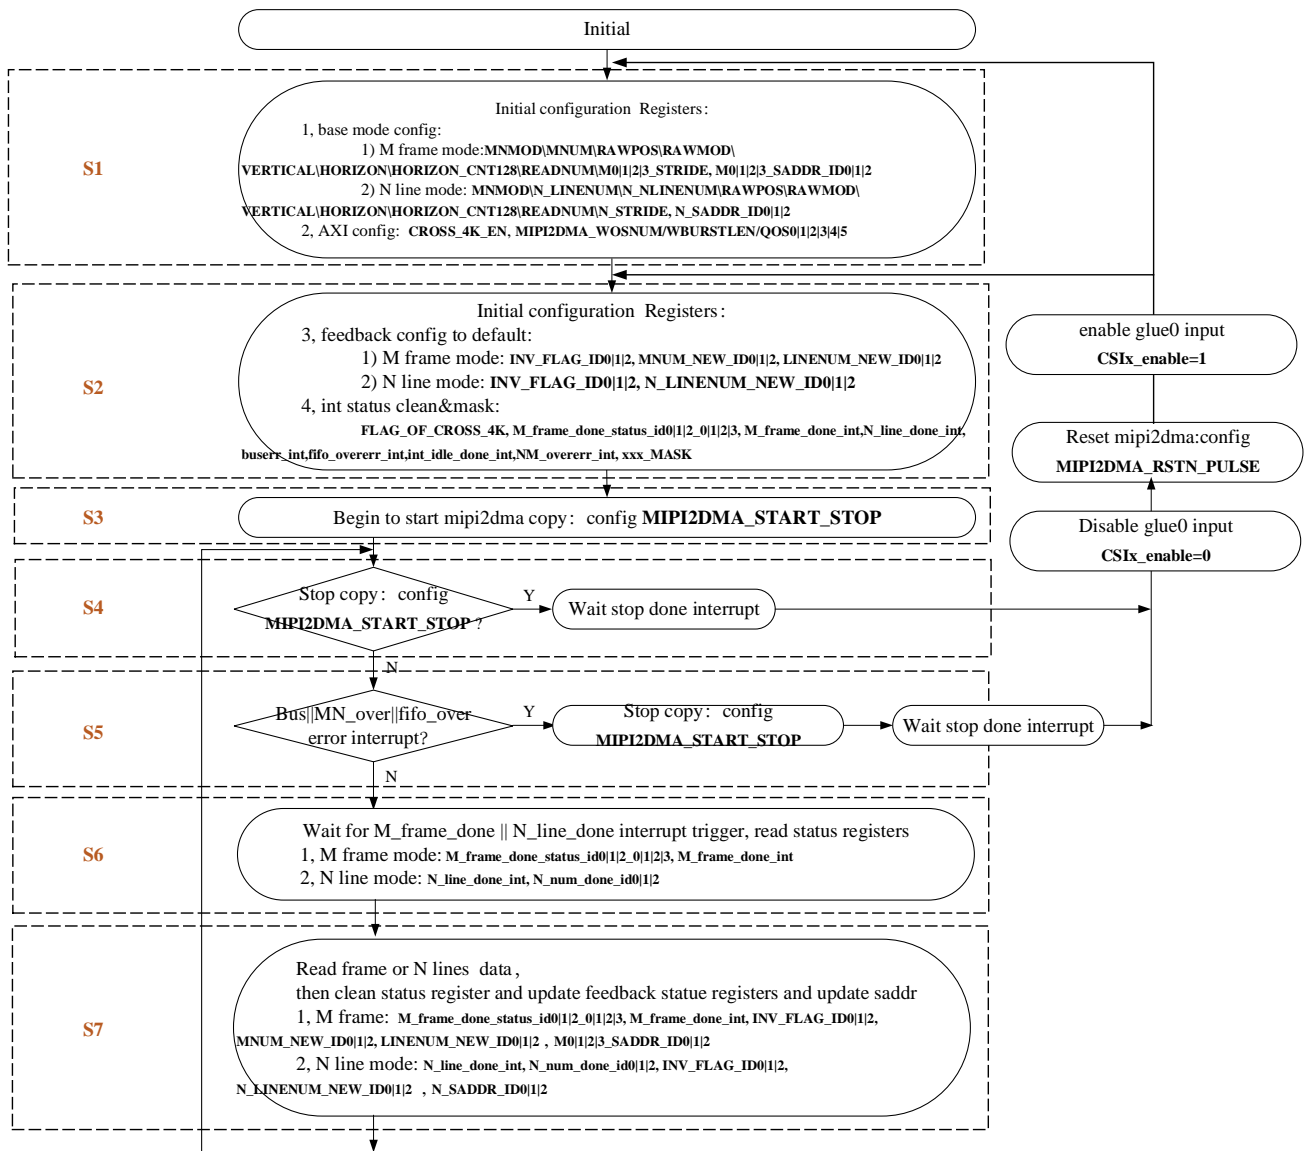 Initial
S1
Initial configuration Registers:
1, base mode config:
1) M frame mode:MNMOD\MNUM\RAWPOS\RAWMOD\
VERTICAL\HORIZON\HORIZON_CNT128\READNUM\M0|1|2|3_STRIDE, M0|1|2|3_SADDR_ID0|1|2
2) N line mode: MNMOD\N_LINENUM\N_NLINENUM\RAWPOS\RAWMOD\
VERTICAL\HORIZON\HORIZON_CNT128\READNUM\N_STRIDE, N_SADDR_ID0|1|2
2, AXI config: CROSS_4K_EN, MIPI2DMA_WOSNUM/WBURSTLEN/QOS0|1|2|3|4|5
S2
Initial configuration Registers:
3, feedback config to default:
1) M frame mode: INV_FLAG_ID0|1|2, MNUM_NEW_ID0|1|2, LINENUM_NEW_ID0|1|2
2) N line mode: INV_FLAG_ID0|1|2, N_LINENUM_NEW_ID0|1|2
4, int status clean&mask:
FLAG_OF_CROSS_4K, M_frame_done_status_id0|1|2_0|1|2|3, M_frame_done_int,N_line_done_int,
buserr_int,fifo_overerr_int,int_idle_done_int,NM_overerr_int, xxx_MASK
enable glue0 input
CSIx_enable=1
Reset mipi2dma:config
MIPI2DMA_RSTN_PULSE
Disable glue0 input
CSIx_enable=0
S3
Begin to start mipi2dma copy: config MIPI2DMA_START_STOP
S4
Stop copy: config
MIPI2DMA_START_STOP ?
Y
Wait stop done interrupt
N
S5
Bus||MN_over||fifo_over
error interrupt?
Y
Stop copy: config
MIPI2DMA_START_STOP
Wait stop done interrupt
N
S6
Wait for M_frame_done || N_line_done interrupt trigger, read status registers
1, M frame mode: M_frame_done_status_id0|1|2_0|1|2|3, M_frame_done_int
2, N line mode: N_line_done_int, N_num_done_id0|1|2
S7
Read frame or N lines data,
then clean status register and update feedback statue registers and update saddr
1, M frame: M_frame_done_status_id0|1|2_0|1|2|3, M_frame_done_int, INV_FLAG_ID0|1|2,
MNUM_NEW_ID0|1|2, LINENUM_NEW_ID0|1|2 , M0|1|2|3_SADDR_ID0|1|2
2, N line mode: N_line_done_int, N_num_done_id0|1|2, INV_FLAG_ID0|1|2,
N_LINENUM_NEW_ID0|1|2 , N_SADDR_ID0|1|2